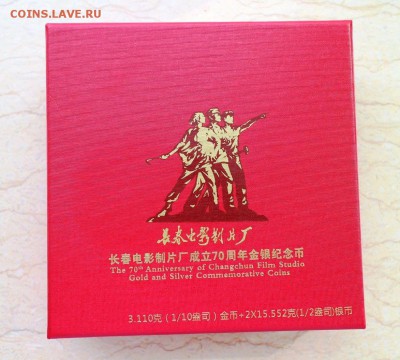 COINS.LAVE.RU
长春电影制片厂
长春电影制片厂成立70周年金银纪念币
The 70th Anniversary of Changchun Film Studio
Gold and Silver Commemorative Coins
3.110克(1/10盎司)金币+2X15.552克(1/2盎司)银币